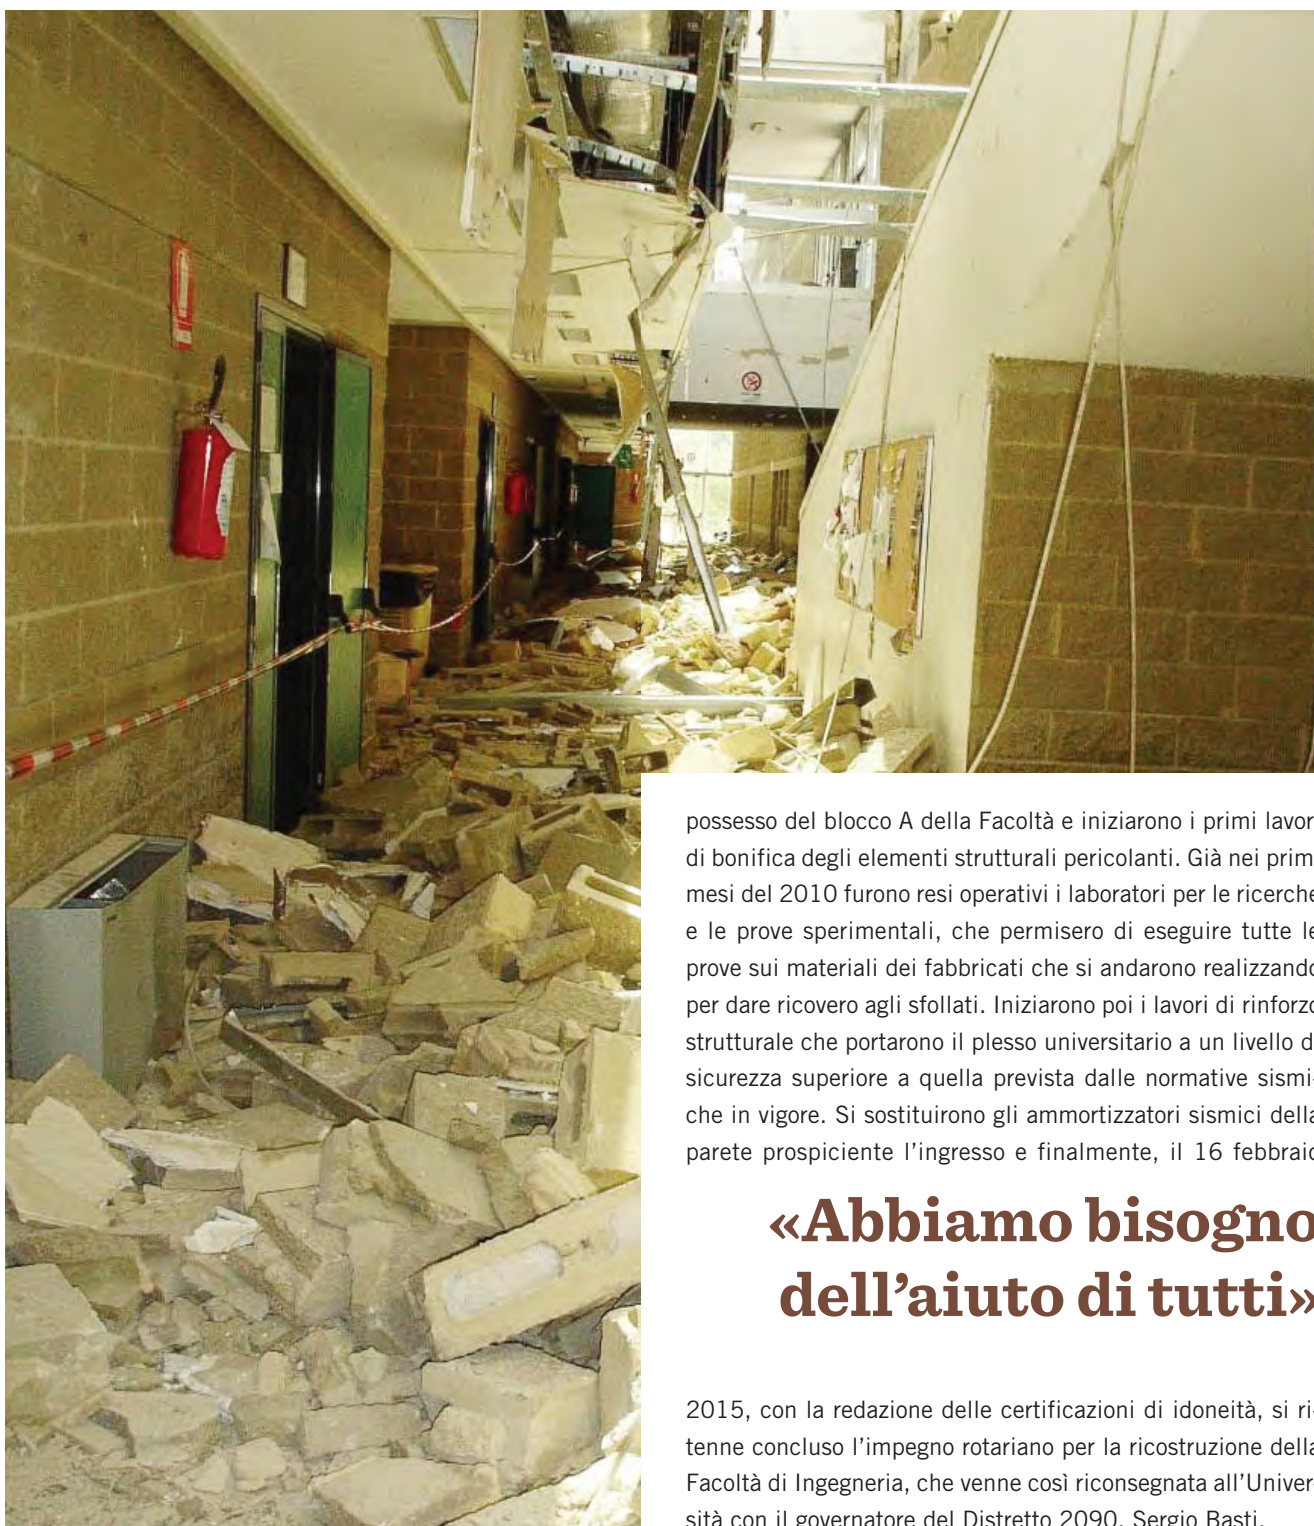 possesso del blocco A della Facoltà e iniziarono i primi lavor
di bonifica degli elementi strutturali pericolanti. Già nei prim
mesi del 2010 furono resi operativi i laboratori per le ricerche
e le prove sperimentali, che permisero di eseguire tutte le
prove sui materiali dei fabbricati che si andarono realizzando
per dare ricovero agli sfollati. Iniziarono poi i lavori di rinforzo
strutturale che portarono il plesso universitario a un livello d
sicurezza superiore a quella prevista dalle normative sismi-
che in vigore. Si sostituirono gli ammortizzatori sismici della
parete prospiciente l’ingresso e finalmente, il 16 febbraio
«Abbiamo bisogno
dell’aiuto di tutti»
2015, con la redazione delle certificazioni di idoneità, si ri-
tenne concluso l’impegno rotariano per la ricostruzione della
Facoltà di Ingegneria, che venne così riconsegnata all’Univer-
sità con il governatore del Distretto 2090, Sergio Basti.